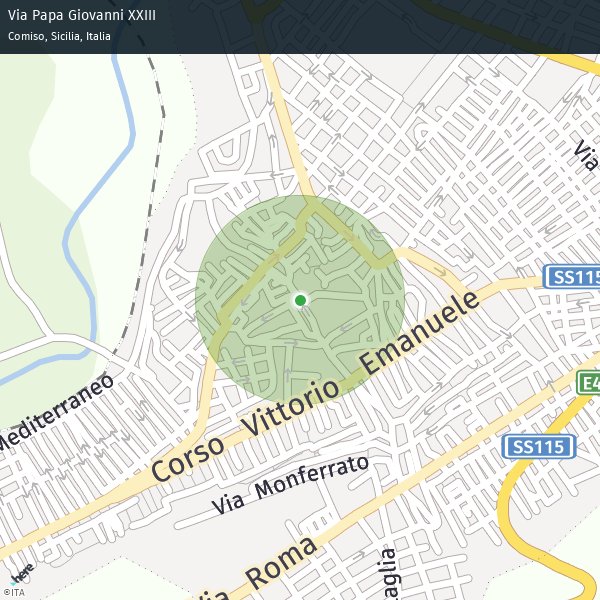 Via Papa Giovanni XXIII
Comiso, Sicilia, Italia
Via
SS115
Corso Vittorio Emanuele
E4
Mediterraneo
SS115
Via Monferrato
Via Roma
aglia
here
©ITA